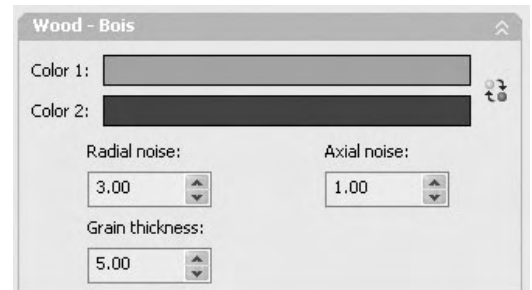 Wood - Bois
Color 1:
Color 2:
Radial noise: Axial noise:
3.00 1.00
Grain thickness:
5.00